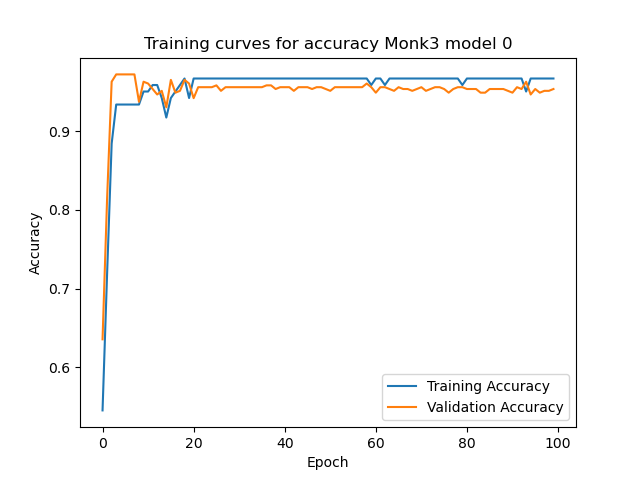 Training curves for accuracy Monk3 model 0
0.9
0.8
0.7
0.6
Accuracy
0
20
40
60
80
100
Epoch
Training Accuracy
Validation Accuracy